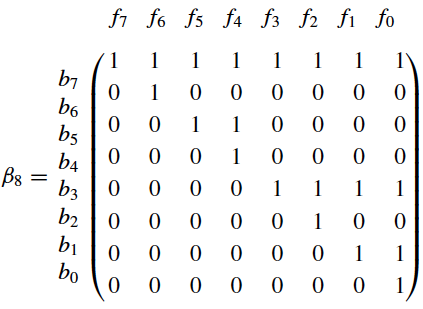 f₇ f₆ f₅ f₄ f₃ f₂ f₁ f₀
1 1 1 1 1 1 1 1
b₇
0 1 0 0 0 0 0 0
b₆
0 0 1 1 0 0 0 0
b₅
0 0 0 1 0 0 0 0
b₄
β₈ =
b₃ 0 0 0 0 1 1 1 1
b₂ 0 0 0 0 0 1 0 0
b₁ 0 0 0 0 0 0 1 1
b₀
0 0 0 0 0 0 0 1